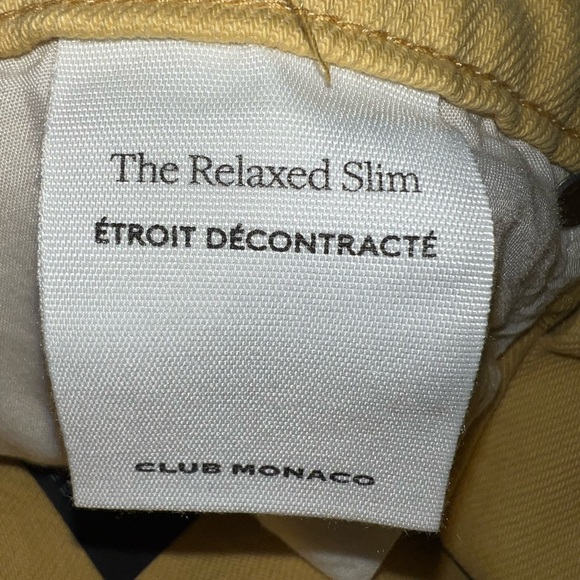 The Relaxed Slim
ÉTROIT DÉCONTRACTÉ
CLUB MONACO